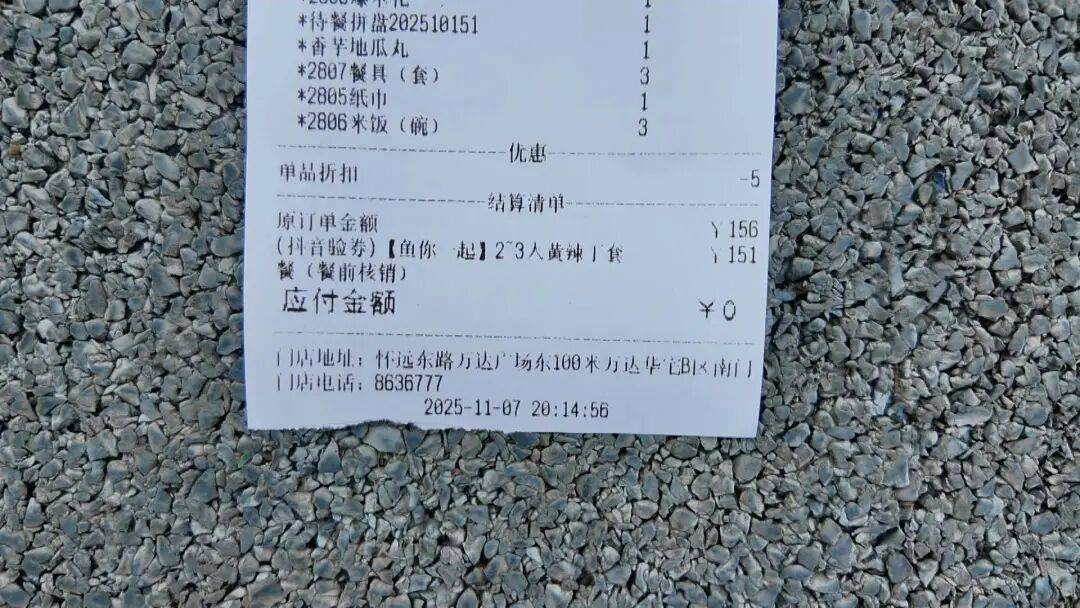 *待餐拼盘20251015 1
*香芋地瓜丸 1
*2807餐具（套） 3
*2805纸巾 1
*2806米饭（碗） 3
优惠
单品折扣 -5
结算清单
原订单金额 ￥156
(抖音验券)【鱼你一起】2~3人黄辣丁套 ￥151
餐（餐前核销）
应付金额 ￥0
门店地址：怀远东路万达广场东100米万达华宅B区南门
门店电话：8636777
2025-11-07 20:14:56